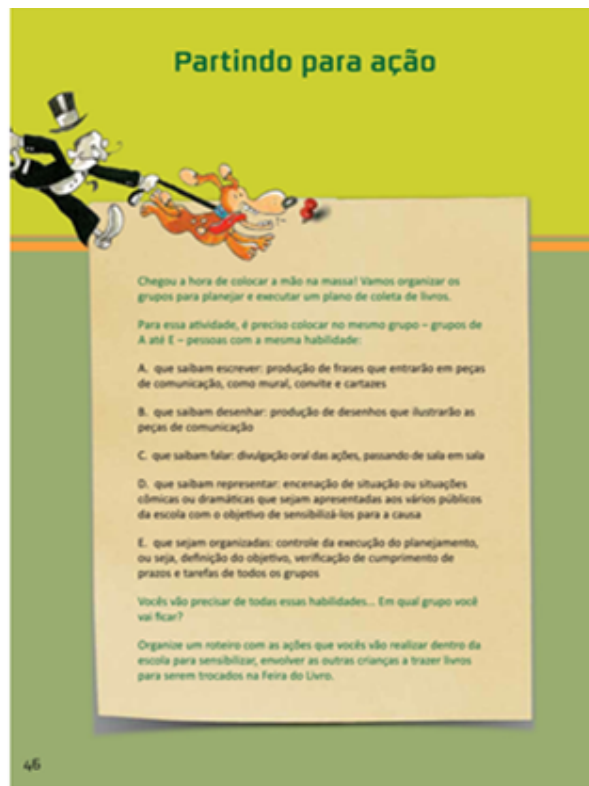 Partindo para ação
Chegou a hora de colocar a mão na massa! Vamos organizar os
grupos para planejar e executar um plano de coleta de livros.
Para essa atividade, é preciso colocar no mesmo grupo – grupos de
A até E – pessoas com a mesma habilidade:
A. que saibam escrever: produção de frases que entrarão em peças
de comunicação, como mural, convite e cartazes
B. que saibam desenhar: produção de desenhos que ilustrarão as
peças de comunicação
C. que saibam falar: divulgação oral das ações, passando de sala em sala
D. que saibam representar: encenação de situação ou situações
cômicas ou dramáticas que sejam apresentadas aos vários públicos
da escola com o objetivo de sensibilizá-los para a causa
E. que sejam organizadas: controle da execução do planejamento,
ou seja, definição do objetivo, verificação de cumprimento de
prazos e tarefas de todos os grupos
Vocês vão precisar de todas essas habilidades... Em qual grupo você
vai ficar?
Organize um roteiro com as ações que vocês vão realizar dentro da
escola para sensibilizar, envolver as outras crianças a trazer livros
para serem trocados na Feira do Livro.
46